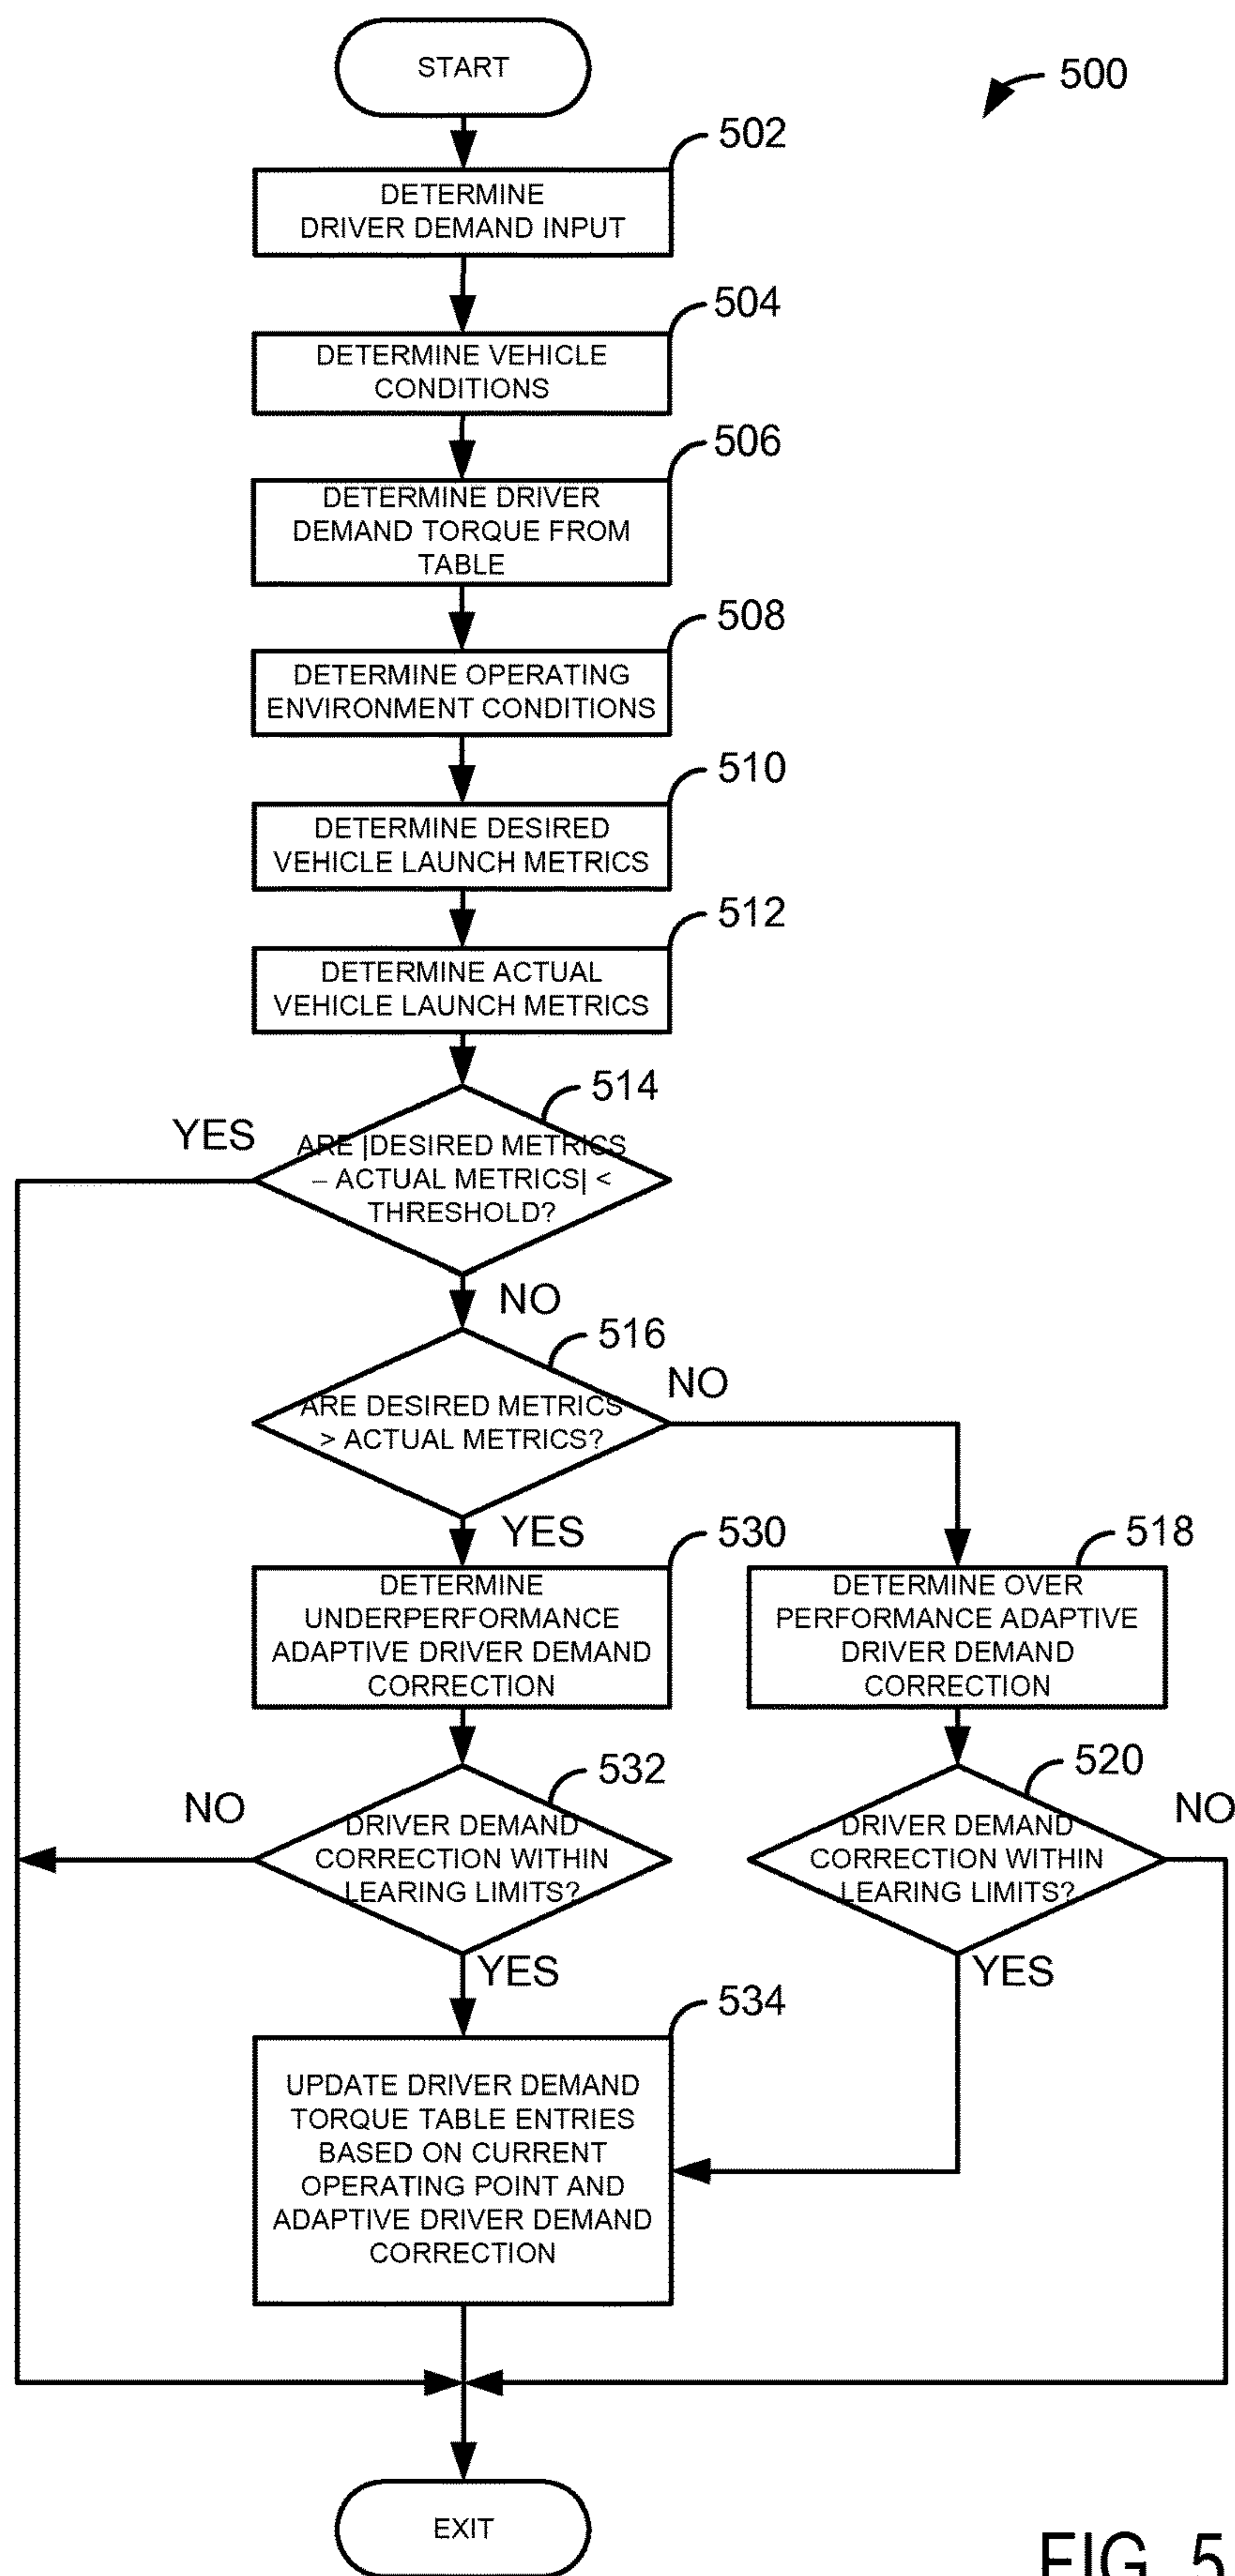 START
500
502
DETERMINE
DRIVER DEMAND INPUT
504
DETERMINE VEHICLE
CONDITIONS
506
DETERMINE DRIVER
DEMAND TORQUE FROM
TABLE
508
DETERMINE OPERATING
ENVIRONMENT CONDITIONS
510
DETERMINE DESIRED
VEHICLE LAUNCH METRICS
512
DETERMINE ACTUAL
VEHICLE LAUNCH METRICS
514
YES
ARE |DESIRED METRICS
– ACTUAL METRICS| <
THRESHOLD?
NO
516
NO
ARE DESIRED METRICS
> ACTUAL METRICS?
YES
530
DETERMINE
UNDERPERFORMANCE
ADAPTIVE DRIVER DEMAND
CORRECTION
518
DETERMINE OVER
PERFORMANCE ADAPTIVE
DRIVER DEMAND
CORRECTION
532
NO
DRIVER DEMAND
CORRECTION WITHIN
LEARING LIMITS?
YES
520
NO
DRIVER DEMAND
CORRECTION WITHIN
LEARING LIMITS?
YES
534
UPDATE DRIVER DEMAND
TORQUE TABLE ENTRIES
BASED ON CURRENT
OPERATING POINT AND
ADAPTIVE DRIVER DEMAND
CORRECTION
EXIT
FIG. 5